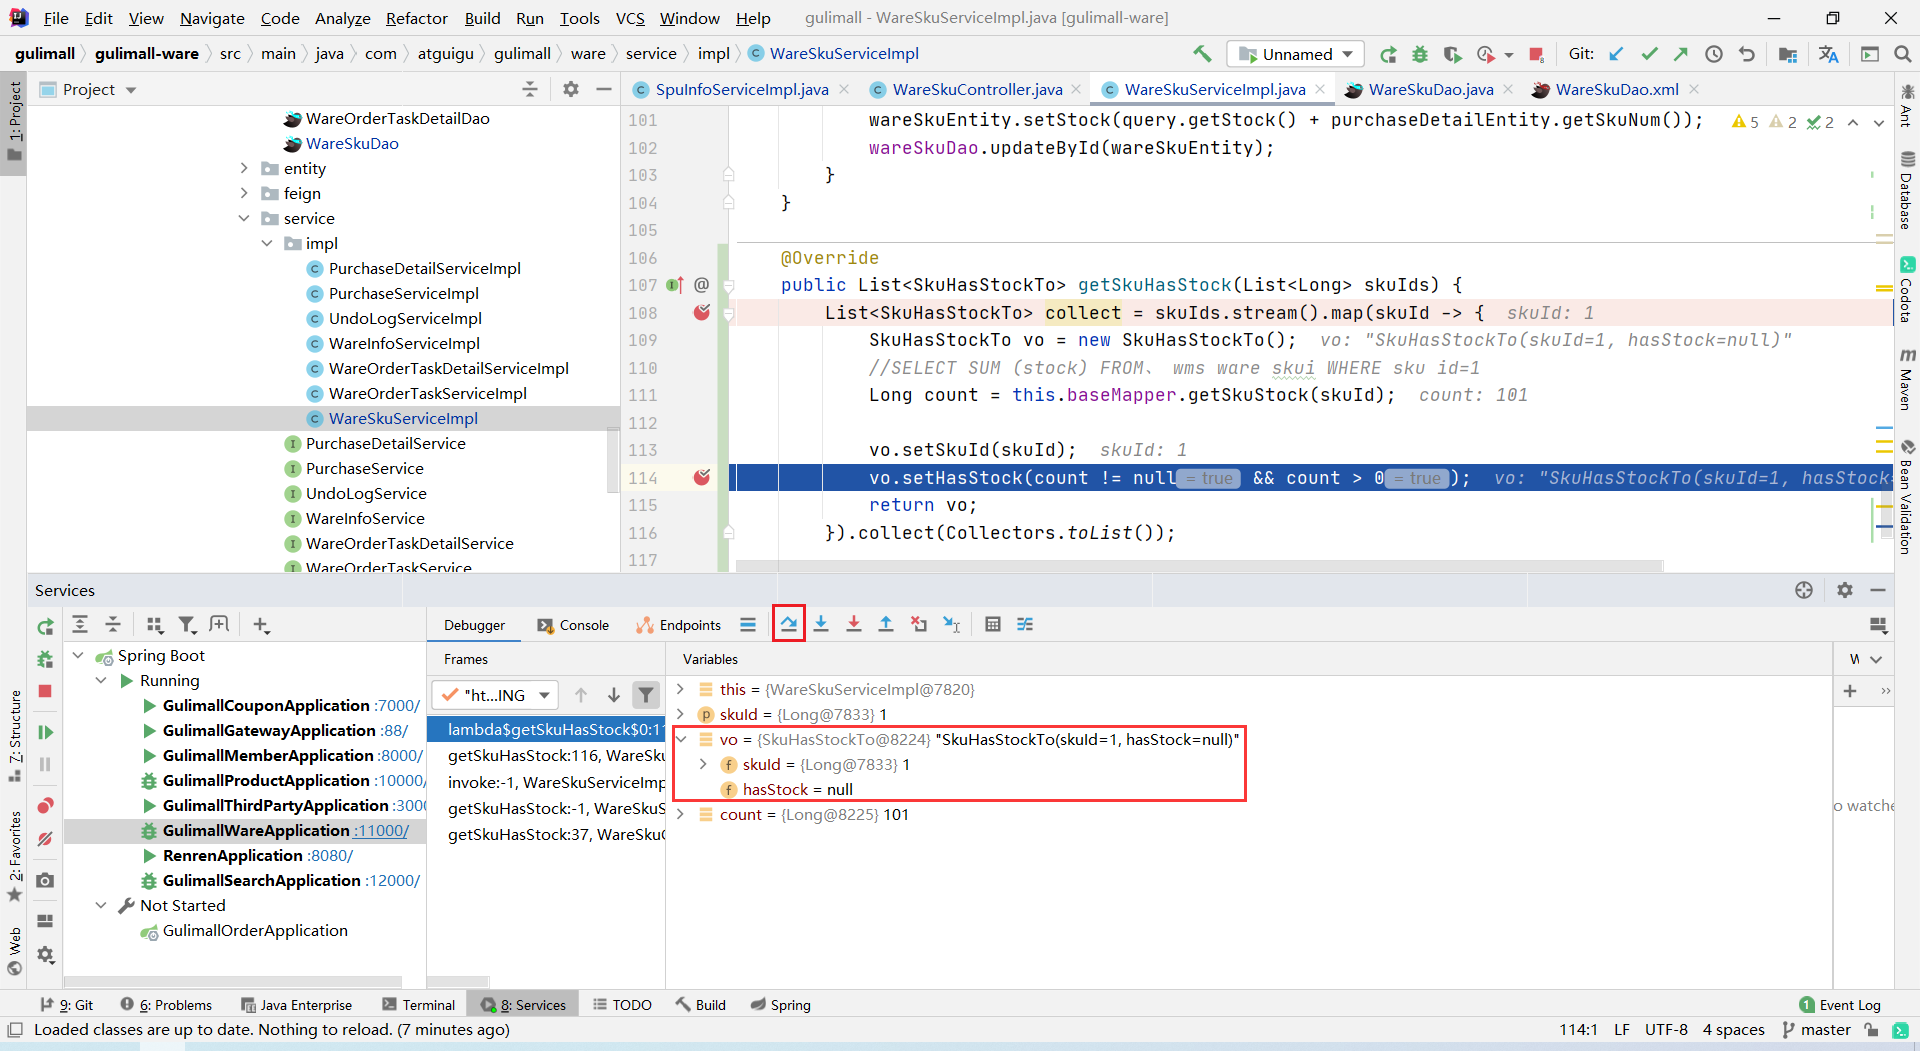 File Edit View Navigate Code Analyze Refactor Build Run Tools VCS Window Help gulimall - WareSkuServiceImpl.java [gulimall-ware]
gulimall gulimall-ware src main java com atguigu gulimall ware service impl WareSkuServiceImpl Unnamed Git:
Project
SpuInfoServiceImpl.java WareSkuController.java WareSkuServiceImpl.java WareSkuDao.java WareSkuDao.xml
1: Project
7: Structure
2: Favorites
Web
WareOrderTaskDetailDao
WareSkuDao
entity
feign
service
impl
PurchaseDetailServiceImpl
PurchaseServiceImpl
UndoLogServiceImpl
WareInfoServiceImpl
WareOrderTaskDetailServiceImpl
WareOrderTaskServiceImpl
WareSkuServiceImpl
PurchaseDetailService
PurchaseService
UndoLogService
WareInfoService
WareOrderTaskDetailService
WareOrderTaskService
101 wareSkuEntity.setStock(query.getStock() + purchaseDetailEntity.getSkuNum()); 5 2 2
102 wareSkuDao.updateById(wareSkuEntity);
103 }
104 }
105
106 @Override
107 @ public List<SkuHasStockTo> getSkuHasStock(List<Long> skuIds) {
108 List<SkuHasStockTo> collect = skuIds.stream().map(skuId -> { skuId: 1
109 SkuHasStockTo vo = new SkuHasStockTo(); vo: "SkuHasStockTo(skuId=1, hasStock=null)"
110 //SELECT SUM (stock) FROM、 wms ware skui WHERE sku id=1
111 Long count = this.baseMapper.getSkuStock(skuId); count: 101
112
113 vo.setSkuId(skuId); skuId: 1
114 vo.setHasStock(count != null = true && count > 0 = true ); vo: "SkuHasStockTo(skuId=1, hasStock=
115 return vo;
116 }).collect(Collectors.toList());
117
Ant
Database
Codota
Maven
Bean Validation
Services
Debugger Console Endpoints
Spring Boot
Running
GulimallCouponApplication :7000/
GulimallGatewayApplication :88/
GulimallMemberApplication :8000/
GulimallProductApplication :10000/
GulimallThirdPartyApplication :3000
GulimallWareApplication :11000/
RenrenApplication :8080/
GulimallSearchApplication :12000/
Not Started
GulimallOrderApplication
Frames
"ht...ING
lambda$getSkuHasStock$0:11
getSkuHasStock:116, WareSku
invoke:-1, WareSkuServiceImp
getSkuHasStock:-1, WareSkuS
getSkuHasStock:37, WareSkuC
Variables
this = {WareSkuServiceImpl@7820}
skuId = {Long@7833} 1
vo = {SkuHasStockTo@8224} "SkuHasStockTo(skuId=1, hasStock=null)"
skuId = {Long@7833} 1
hasStock = null
count = {Long@8225} 101
W
o watche
9: Git 6: Problems Java Enterprise Terminal 8: Services TODO Build Spring 1 Event Log
Loaded classes are up to date. Nothing to reload. (7 minutes ago) 114:1 LF UTF-8 4 spaces master